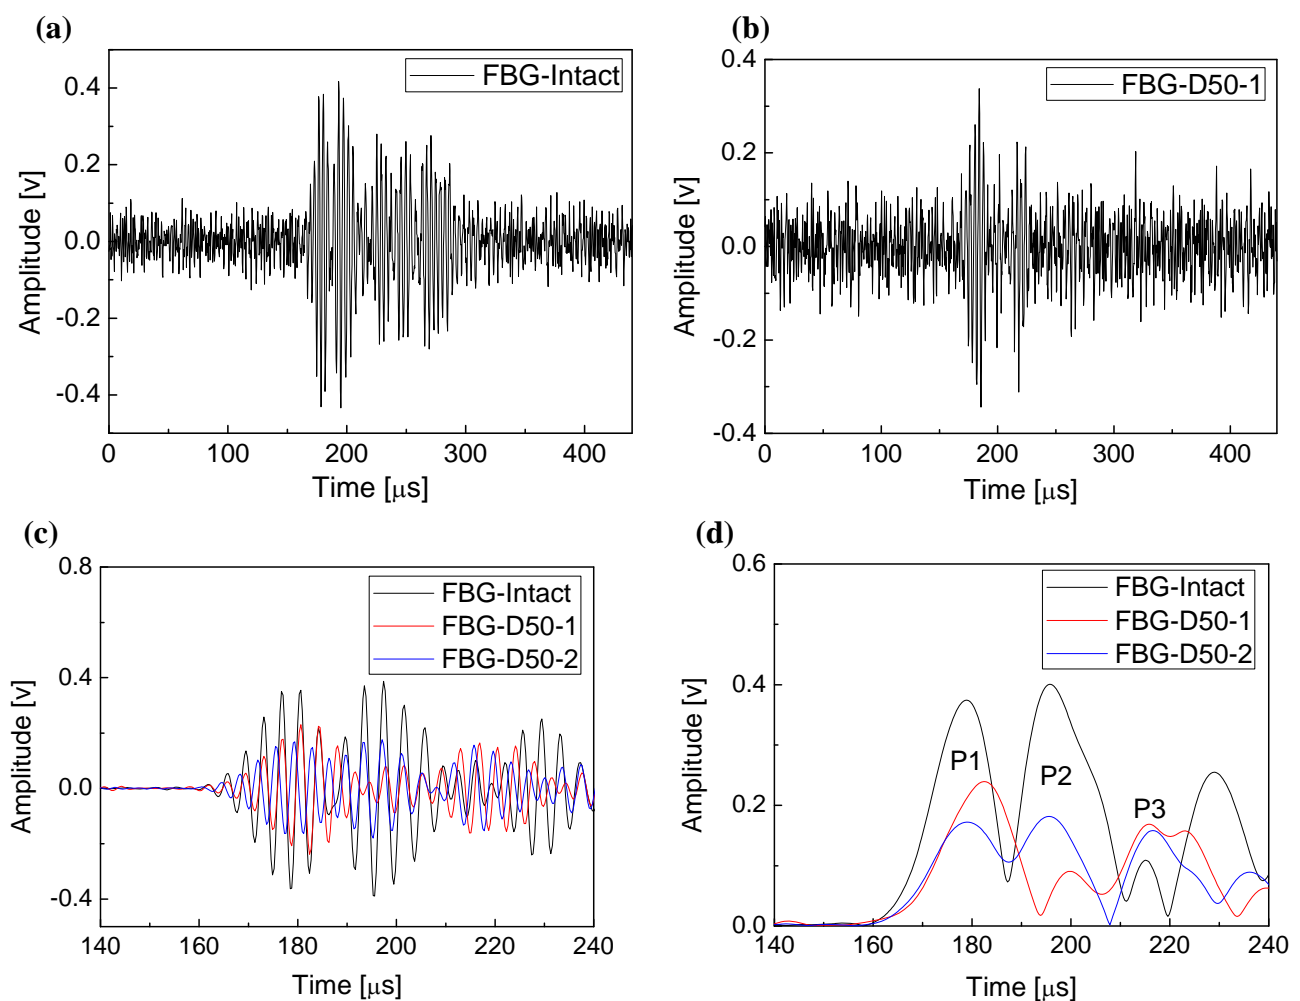 (a)
FBG-Intact
0.4
0.2
0.0
-0.2
-0.4
Amplitude [v]
0 100 200 300 400
Time [μs]
(b)
FBG-D50-1
0.4
0.2
0.0
-0.2
-0.4
Amplitude [v]
0 100 200 300 400
Time [μs]
(c)
FBG-Intact
FBG-D50-1
FBG-D50-2
0.8
0.4
0.0
-0.4
Amplitude [v]
140 160 180 200 220 240
Time [μs]
(d)
FBG-Intact
FBG-D50-1
FBG-D50-2
0.6
0.4
0.2
0.0
Amplitude [v]
P1
P2
P3
140 160 180 200 220 240
Time [μs]